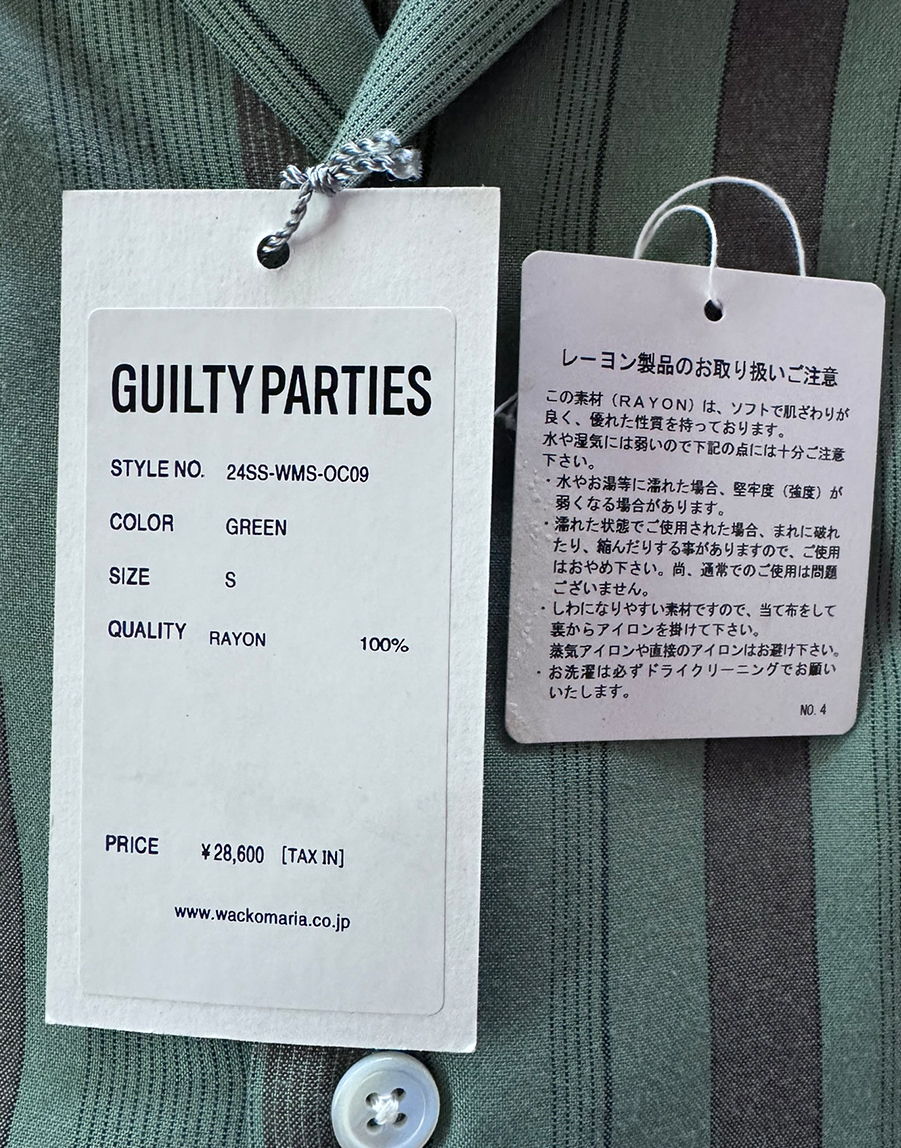 GUILTY PARTIES
STYLE NO. 24SS-WMS-OC09
COLOR GREEN
SIZE S
QUALITY RAYON 100%
PRICE ¥28,600 [TAX IN]
www.wackomaria.co.jp
レーヨン製品のお取り扱いご注意
この素材（RAYON）は、ソフトで肌ざわりが
良く、優れた性質を持っております。
水や湿気には弱いので下記の点には十分ご注意
下さい。
・水やお湯等に濡れた場合、堅牢度（強度）が
弱くなる場合があります。
・濡れた状態でご使用された場合、まれに破れ
たり、縮んだりする事がありますので、ご使用
はおやめ下さい。尚、通常でのご使用は問題
ございません。
・しわになりやすい素材ですので、当て布をして
裏からアイロンを掛けて下さい。
蒸気アイロンや直接のアイロンはお避け下さい。
・お洗濯は必ずドライクリーニングでお願い
いたします。
NO. 4